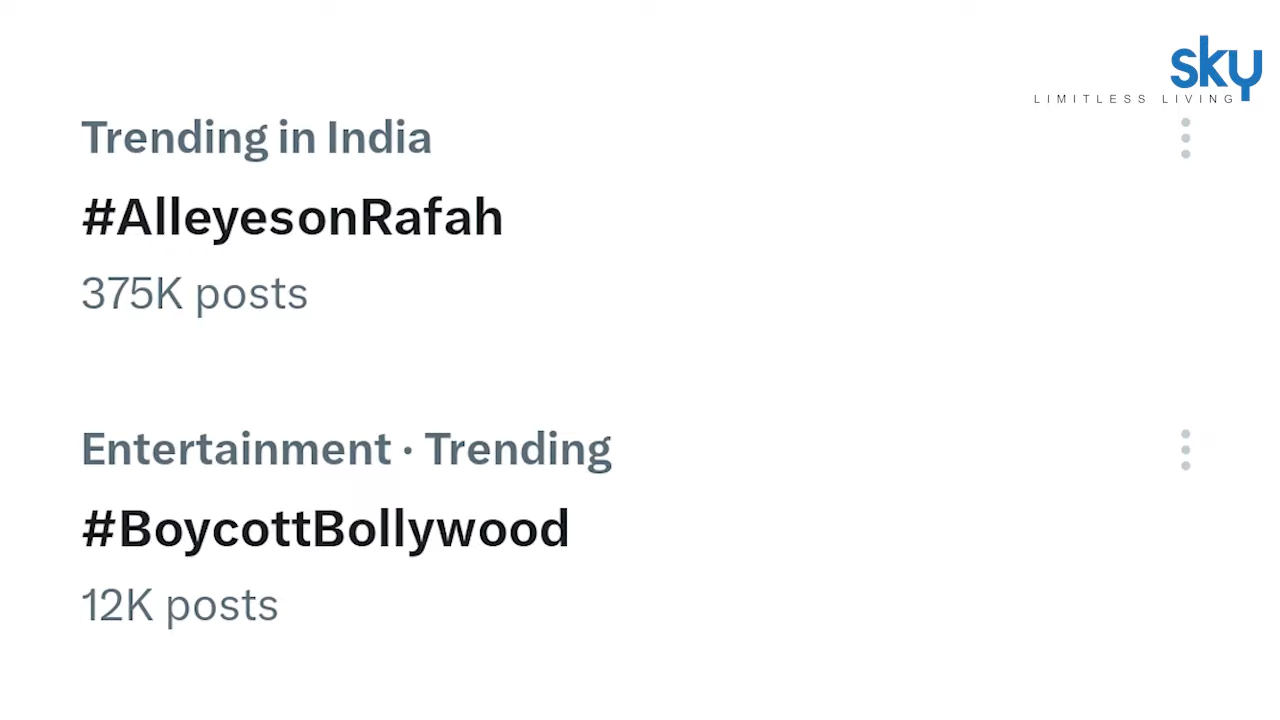 sky
LIMITLESS LIVING
Trending in India
#AlleyesonRafah
375K posts
Entertainment · Trending
#BoycottBollywood
12K posts